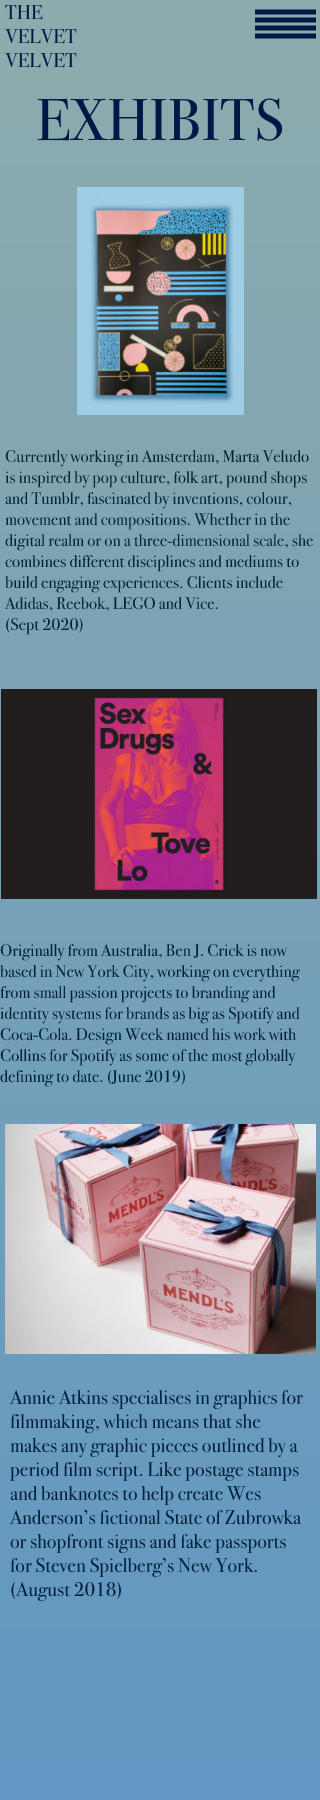 THE
VELVET
VELVET
EXHIBITS
Currently working in Amsterdam, Marta Veludo
is inspired by pop culture, folk art, pound shops
and Tumblr, fascinated by inventions, colour,
movement and compositions. Whether in the
digital realm or on a three-dimensional scale, she
combines different disciplines and mediums to
build engaging experiences. Clients include
Adidas, Reebok, LEGO and Vice.
(Sept 2020)
Sex
Drugs
&
Tove
Lo
Originally from Australia, Ben J. Crick is now
based in New York City, working on everything
from small passion projects to branding and
identity systems for brands as big as Spotify and
Coca-Cola. Design Week named his work with
Collins for Spotify as some of the most globally
defining to date. (June 2019)
MENDL'S
MENDL'S
MENDL'S
Annie Atkins specialises in graphics for
filmmaking, which means that she
makes any graphic pieces outlined by a
period film script. Like postage stamps
and banknotes to help create Wes
Anderson's fictional State of Zubrowka
or shopfront signs and fake passports
for Steven Spielberg's New York.
(August 2018)